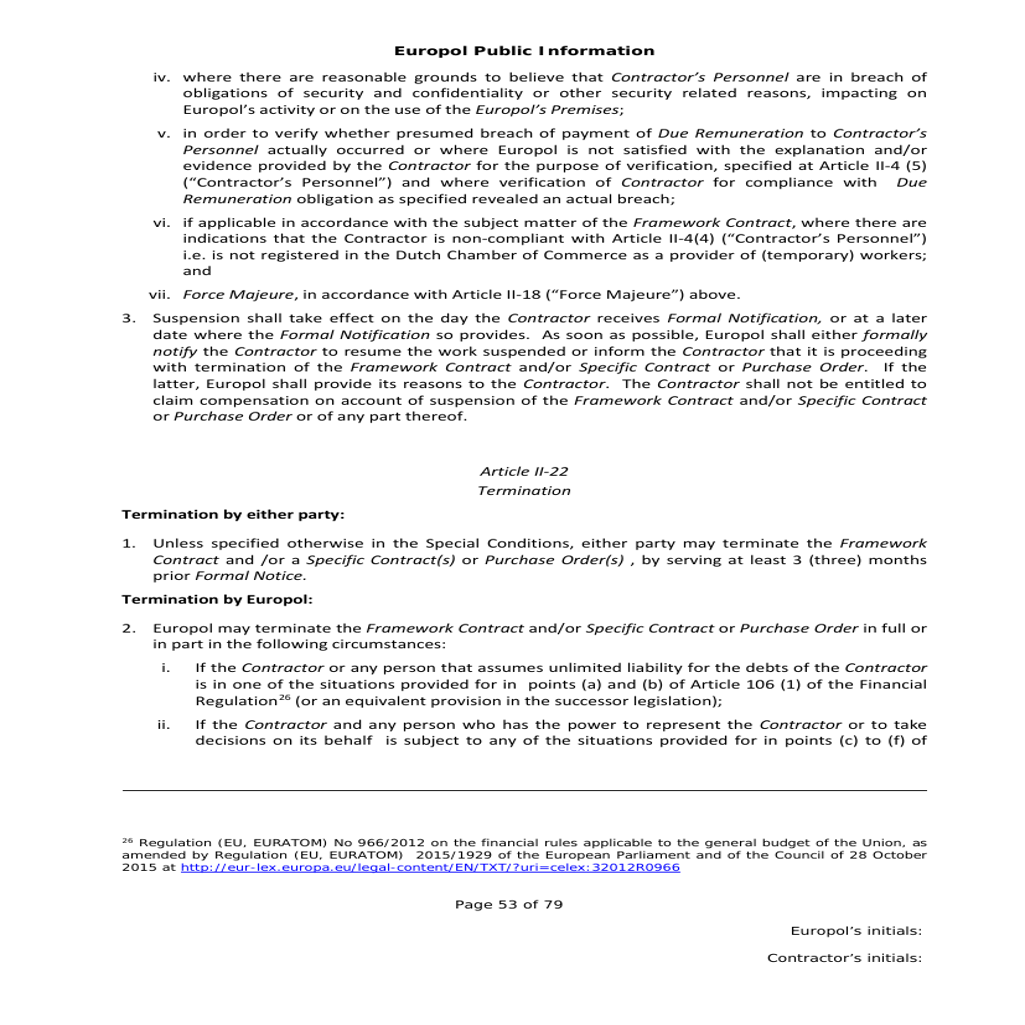 Europol Public Information
iv. where there are reasonable grounds to believe that Contractor’s Personnel are in breach of
obligations of security and confidentiality or other security related reasons, impacting on
Europol’s activity or on the use of the Europol’s Premises;
v. in order to verify whether presumed breach of payment of Due Remuneration to Contractor’s
Personnel actually occurred or where Europol is not satisfied with the explanation and/or
evidence provided by the Contractor for the purpose of verification, specified at Article II-4 (5)
(“Contractor’s Personnel”) and where verification of Contractor for compliance with Due
Remuneration obligation as specified revealed an actual breach;
vi. if applicable in accordance with the subject matter of the Framework Contract, where there are
indications that the Contractor is non-compliant with Article II-4(4) (“Contractor’s Personnel”)
i.e. is not registered in the Dutch Chamber of Commerce as a provider of (temporary) workers;
and
vii. Force Majeure, in accordance with Article II-18 (“Force Majeure”) above.
3. Suspension shall take effect on the day the Contractor receives Formal Notification, or at a later
date where the Formal Notification so provides. As soon as possible, Europol shall either formally
notify the Contractor to resume the work suspended or inform the Contractor that it is proceeding
with termination of the Framework Contract and/or Specific Contract or Purchase Order. If the
latter, Europol shall provide its reasons to the Contractor. The Contractor shall not be entitled to
claim compensation on account of suspension of the Framework Contract and/or Specific Contract
or Purchase Order or of any part thereof.
Article II-22
Termination
Termination by either party:
1. Unless specified otherwise in the Special Conditions, either party may terminate the Framework
Contract and /or a Specific Contract(s) or Purchase Order(s) , by serving at least 3 (three) months
prior Formal Notice.
Termination by Europol:
2. Europol may terminate the Framework Contract and/or Specific Contract or Purchase Order in full or
in part in the following circumstances:
i. If the Contractor or any person that assumes unlimited liability for the debts of the Contractor
is in one of the situations provided for in points (a) and (b) of Article 106 (1) of the Financial
Regulation26 (or an equivalent provision in the successor legislation);
ii. If the Contractor and any person who has the power to represent the Contractor or to take
decisions on its behalf is subject to any of the situations provided for in points (c) to (f) of
26 Regulation (EU, EURATOM) No 966/2012 on the financial rules applicable to the general budget of the Union, as
amended by Regulation (EU, EURATOM) 2015/1929 of the European Parliament and of the Council of 28 October
2015 at http://eur-lex.europa.eu/legal-content/EN/TXT/?uri=celex:32012R0966
Page 53 of 79
Europol’s initials:
Contractor’s initials: